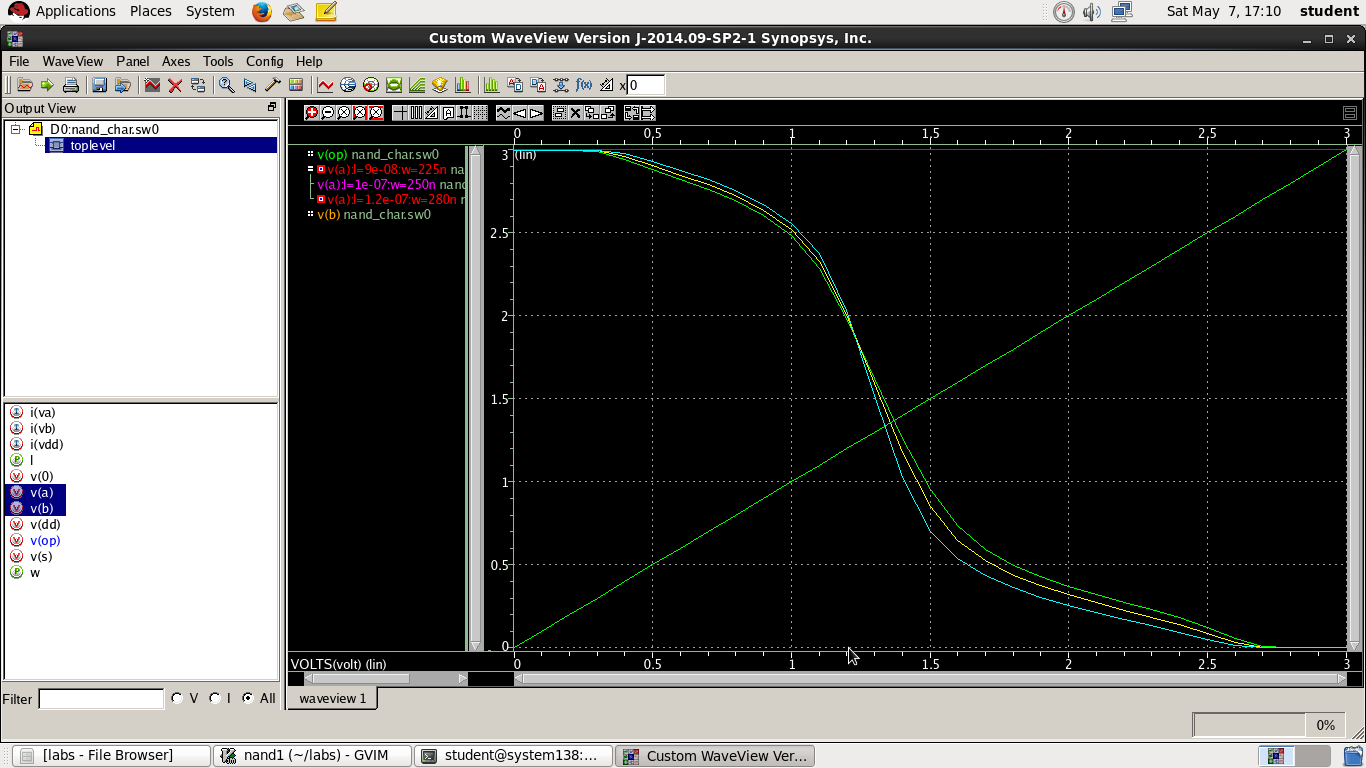 Applications Places System Sat May 7, 17:10 student
Custom WaveView Version J-2014.09-SP2-1 Synopsys, Inc.
File WaveView Panel Axes Tools Config Help
x 0
Output View
D0:nand_char.sw0
toplevel
i(va)
i(vb)
i(vdd)
l
v(0)
v(a)
v(b)
v(dd)
v(op)
v(s)
w
Filter V I All
0 0.5 1 1.5 2 2.5 3
v(op) nand_char.sw0
v(a):l=9e-08:w=225n na
v(a):l=1e-07:w=250n nand
v(a):l=1.2e-07:w=280n
v(b) nand_char.sw0
3 (lin)
2.5
2
1.5
1
0.5
0
0 0.5 1 1.5 2 2.5 3
VOLTS(volt) (lin)
waveview 1
0%
[labs - File Browser] nand1 (~/labs) - GVIM student@system138:... Custom WaveView Ver...